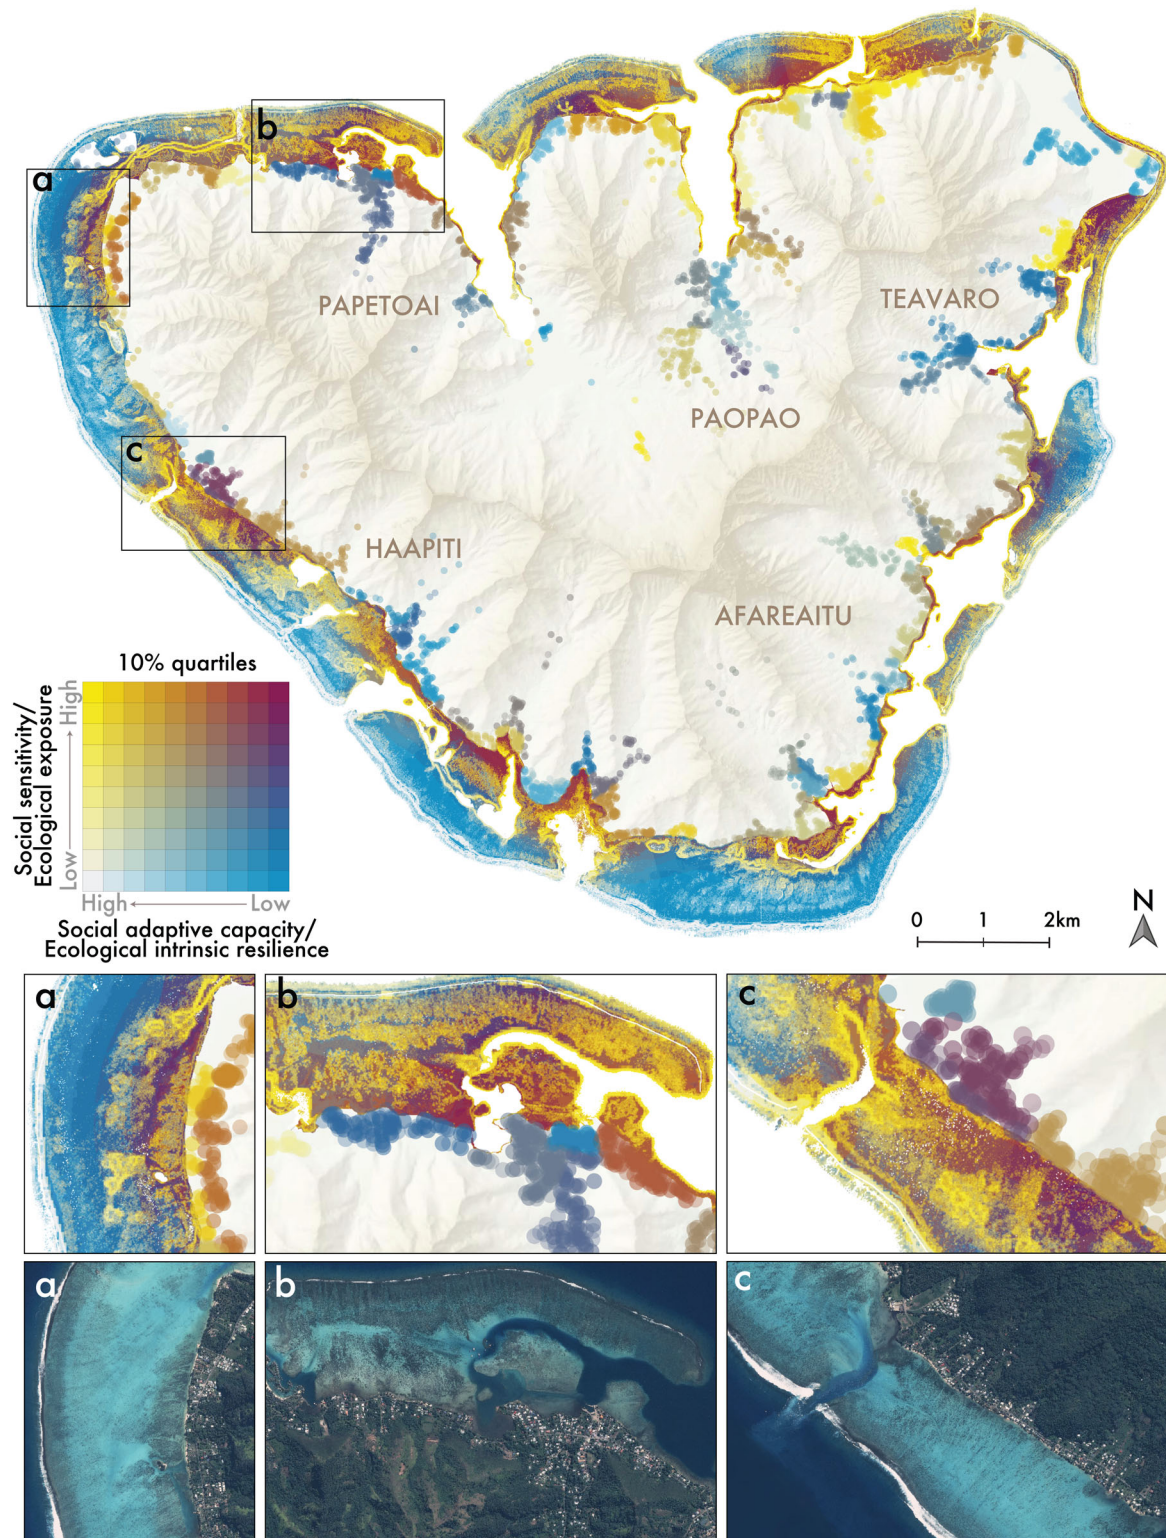 b
a
PAPETOAI
TEAVARO
PAOPAO
c
HAAPITI
AFAREAITU
10% quartiles
Social sensitivity/
Ecological exposure
High
Low
High
Low
Social adaptive capacity/
Ecological intrinsic resilience
0 1 2km
N
a
b
c
a
b
c